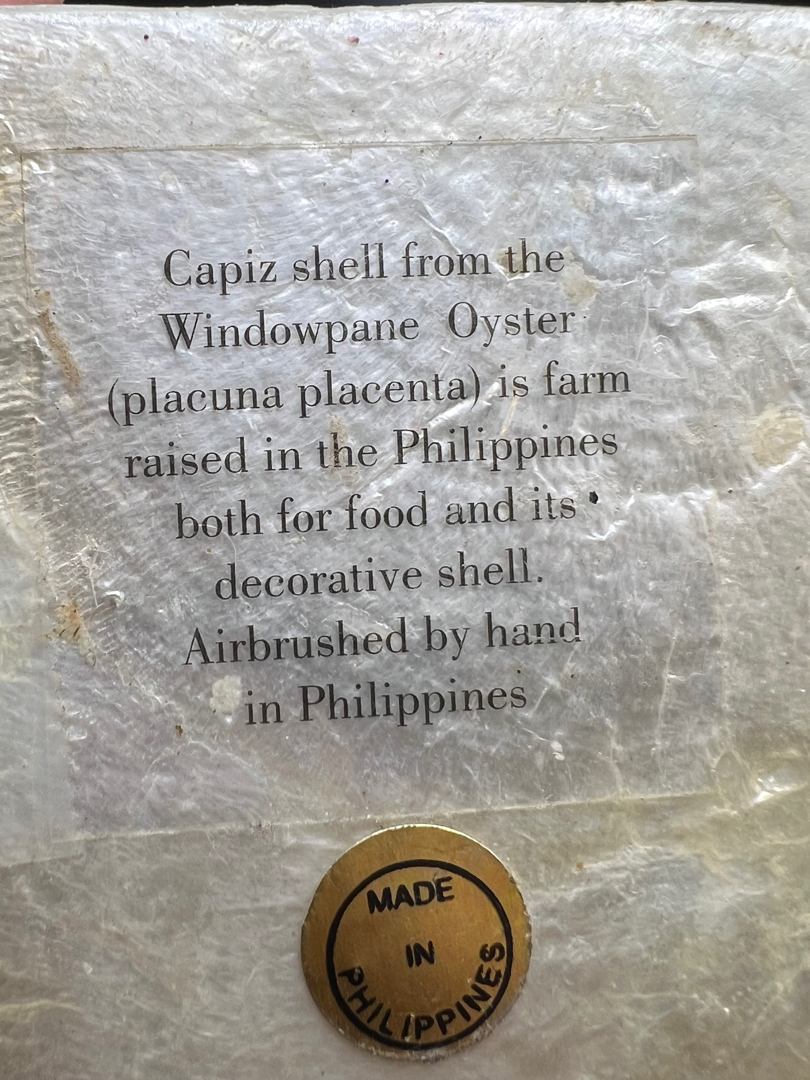 Capiz shell from the
Windowpane Oyster
(placuna placenta) is farm
raised in the Philippines
both for food and its
decorative shell.
Airbrushed by hand
in Philippines
MADE
IN
PHILIPPINES